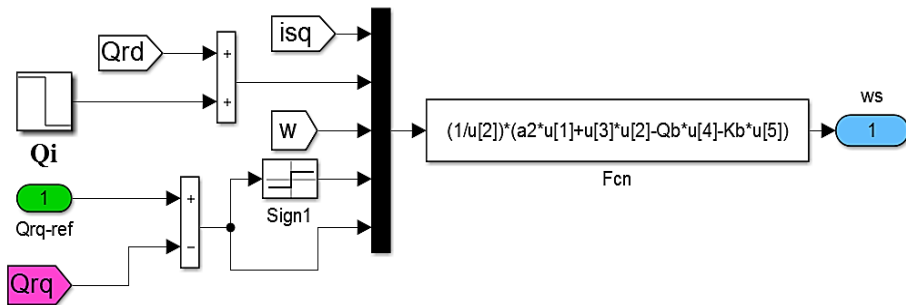 isq
Qrd
+
+
Qi
w
(1/u[2])*(a2*u[1]+u[3]*u[2]-Qb*u[4]-Kb*u[5])
Fcn
ws
1
Sign1
1
Qrq-ref
+
−
Qrq